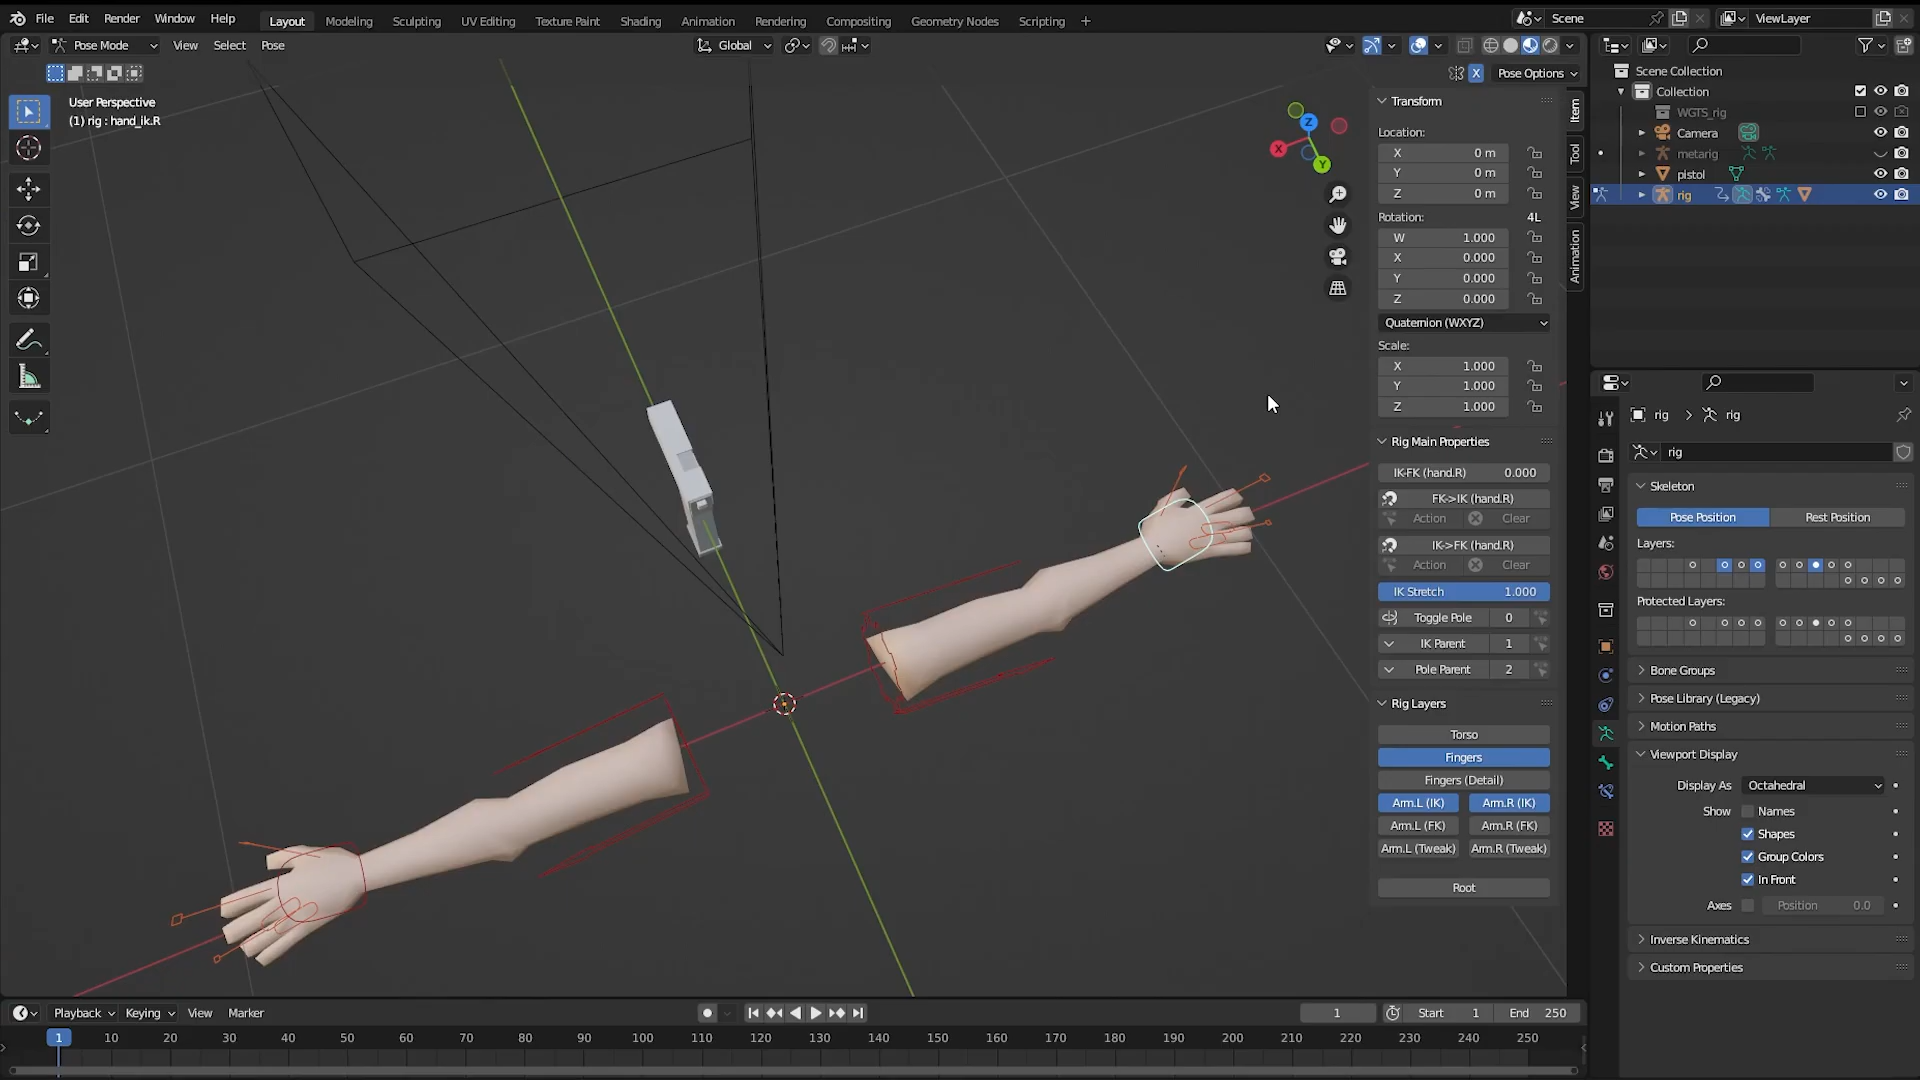 File Edit Render Window Help Layout Modeling Sculpting UV Editing Texture Paint Shading Animation Rendering Compositing Geometry Nodes Scripting +
Scene ViewLayer
Pose Mode View Select Pose Global
X Pose Options
User Perspective
(1) rig : hand_ik.R
Z
X
Y
Transform
Location:
X 0 m
Y 0 m
Z 0 m
Rotation: 4L
W 1.000
X 0.000
Y 0.000
Z 0.000
Quaternion (WXYZ)
Scale:
X 1.000
Y 1.000
Z 1.000
Rig Main Properties
IK-FK (hand.R) 0.000
FK->IK (hand.R)
Action Clear
IK->FK (hand.R)
Action Clear
IK Stretch 1.000
Toggle Pole 0
IK Parent 1
Pole Parent 2
Rig Layers
Torso
Fingers
Fingers (Detail)
Arm.L (IK) Arm.R (IK)
Arm.L (FK) Arm.R (FK)
Arm.L (Tweak) Arm.R (Tweak)
Root
Item
Tool
View
Animation
Scene Collection
Collection
WGTS_rig
Camera
metarig
pistol
rig
rig > rig
rig
Skeleton
Pose Position Rest Position
Layers:
Protected Layers:
Bone Groups
Pose Library (Legacy)
Motion Paths
Viewport Display
Display As Octahedral
Show Names
Shapes
Group Colors
In Front
Axes Position 0.0
Inverse Kinematics
Custom Properties
Playback Keying View Marker
1 Start 1 End 250
1 10 20 30 40 50 60 70 80 90 100 110 120 130 140 150 160 170 180 190 200 210 220 230 240 250